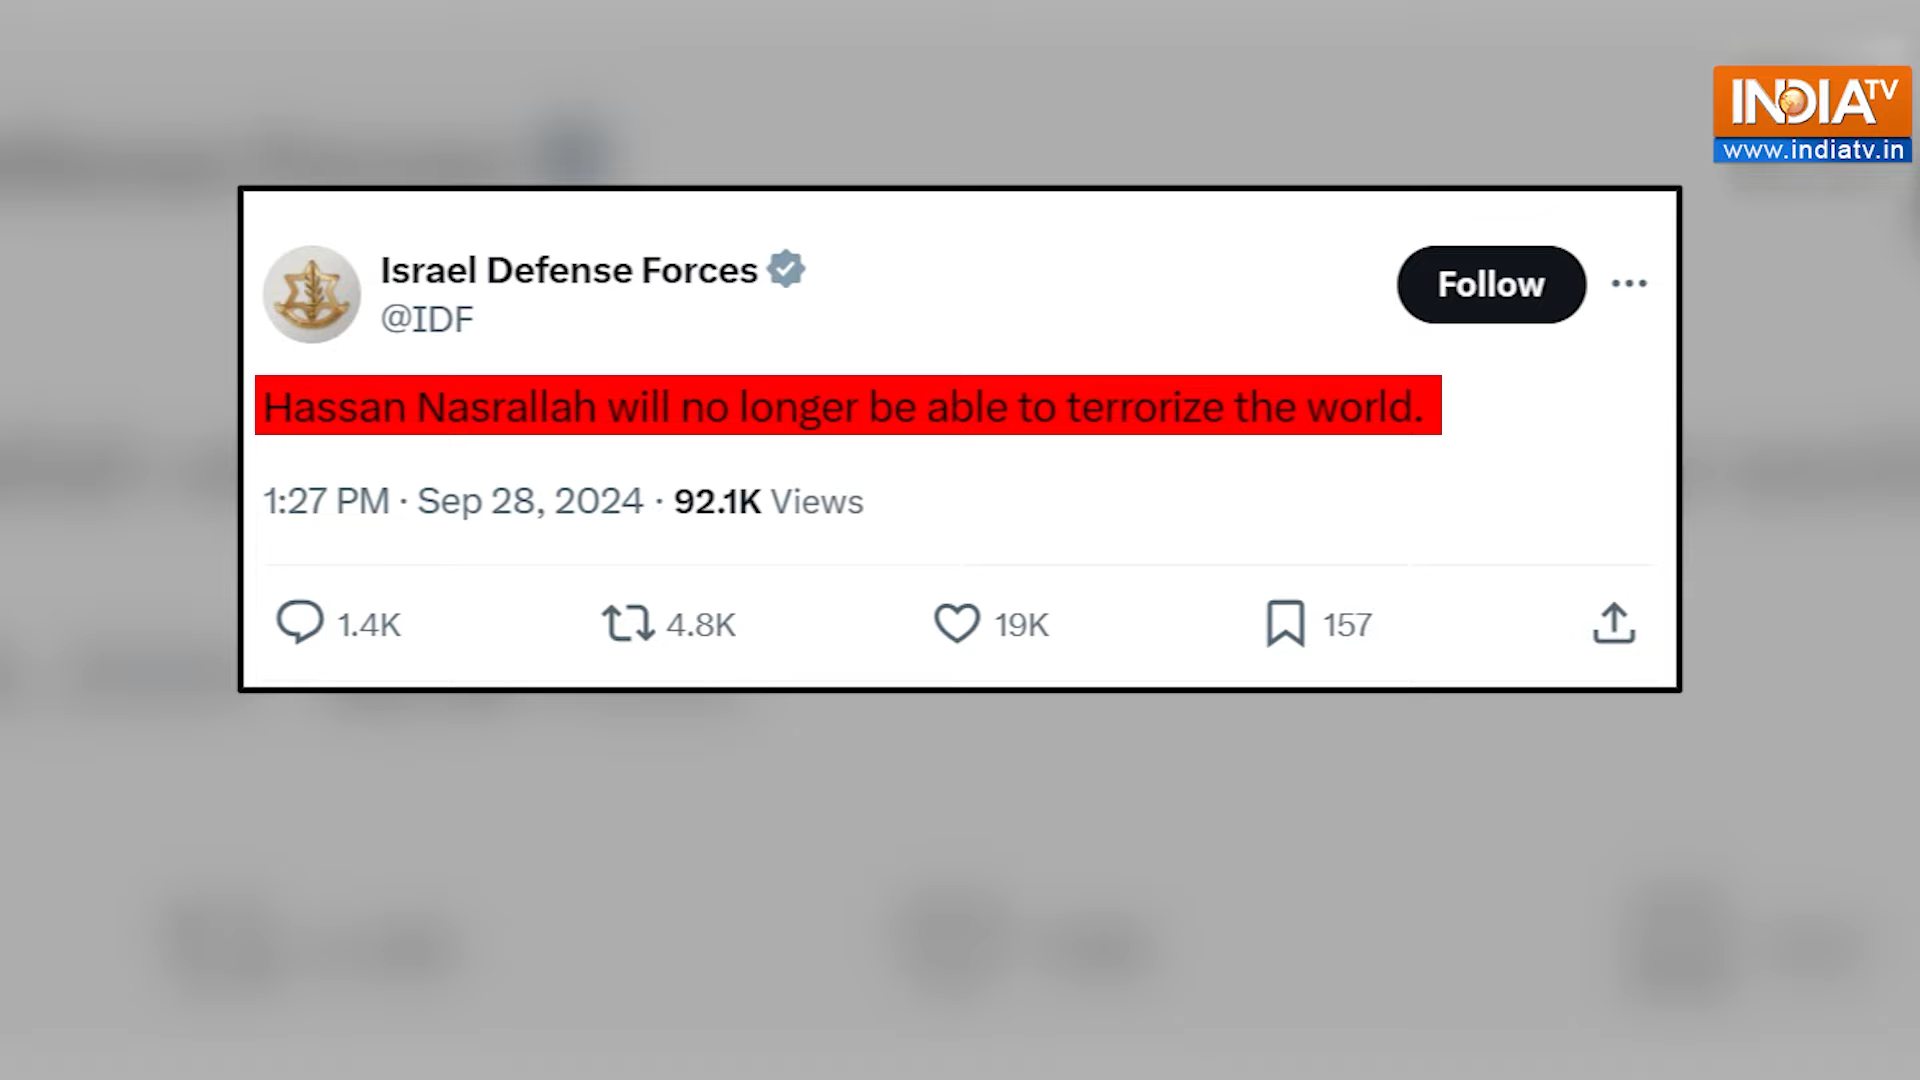 INDIA TV
www.indiatv.in
Israel Defense Forces
@IDF
Follow
Hassan Nasrallah will no longer be able to terrorize the world.
1:27 PM · Sep 28, 2024 · 92.1K Views
1.4K 4.8K 19K 157